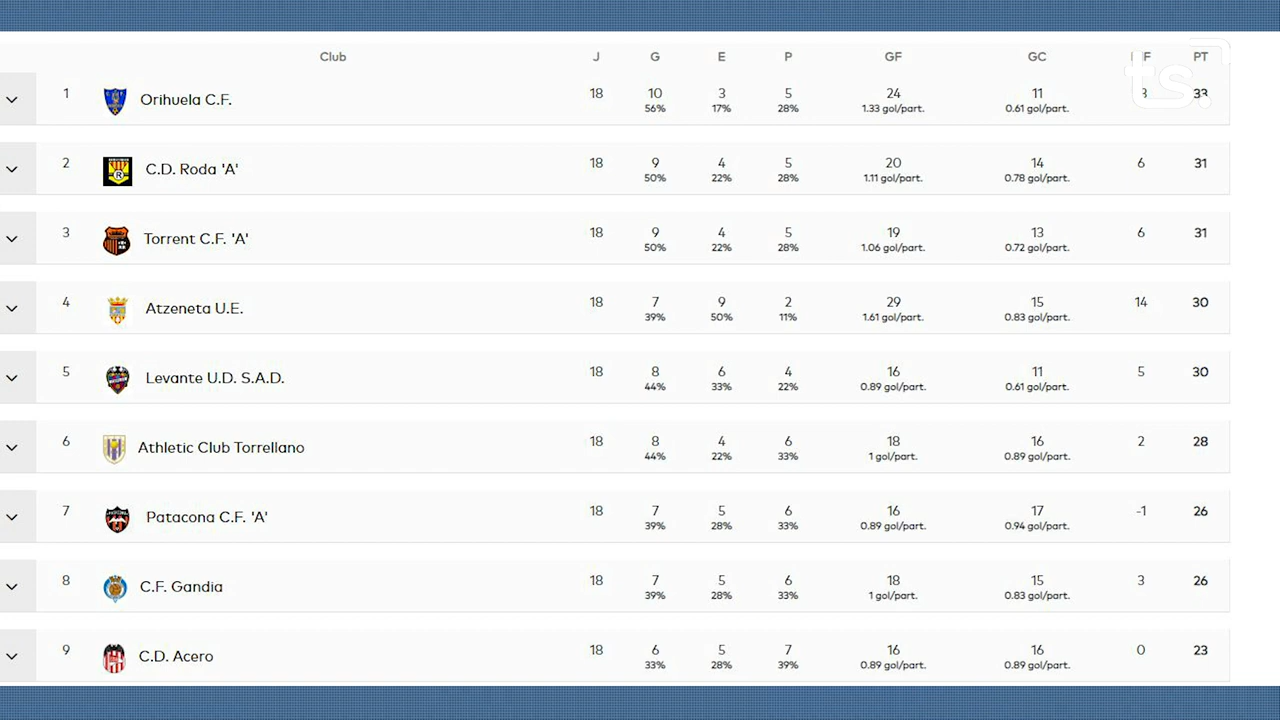 Club J G E P GF GC F PT
1 Orihuela C.F. 18 10 3 5 24 11 33
56% 17% 28% 1.33 gol/part. 0.61 gol/part.
2 C.D. Roda 'A' 18 9 4 5 20 14 6 31
50% 22% 28% 1.11 gol/part. 0.78 gol/part.
3 Torrent C.F. 'A' 18 9 4 5 19 13 6 31
50% 22% 28% 1.06 gol/part. 0.72 gol/part.
4 Atzeneta U.E. 18 7 9 2 29 15 14 30
39% 50% 11% 1.61 gol/part. 0.83 gol/part.
5 Levante U.D. S.A.D. 18 8 6 4 16 11 5 30
44% 33% 22% 0.89 gol/part. 0.61 gol/part.
6 Athletic Club Torrellano 18 8 4 6 18 16 2 28
44% 22% 33% 1 gol/part. 0.89 gol/part.
7 Patacona C.F. 'A' 18 7 5 6 16 17 -1 26
39% 28% 33% 0.89 gol/part. 0.94 gol/part.
8 C.F. Gandia 18 7 5 6 18 15 3 26
39% 28% 33% 1 gol/part. 0.83 gol/part.
9 C.D. Acero 18 6 5 7 16 16 0 23
33% 28% 39% 0.89 gol/part. 0.89 gol/part.
ts.